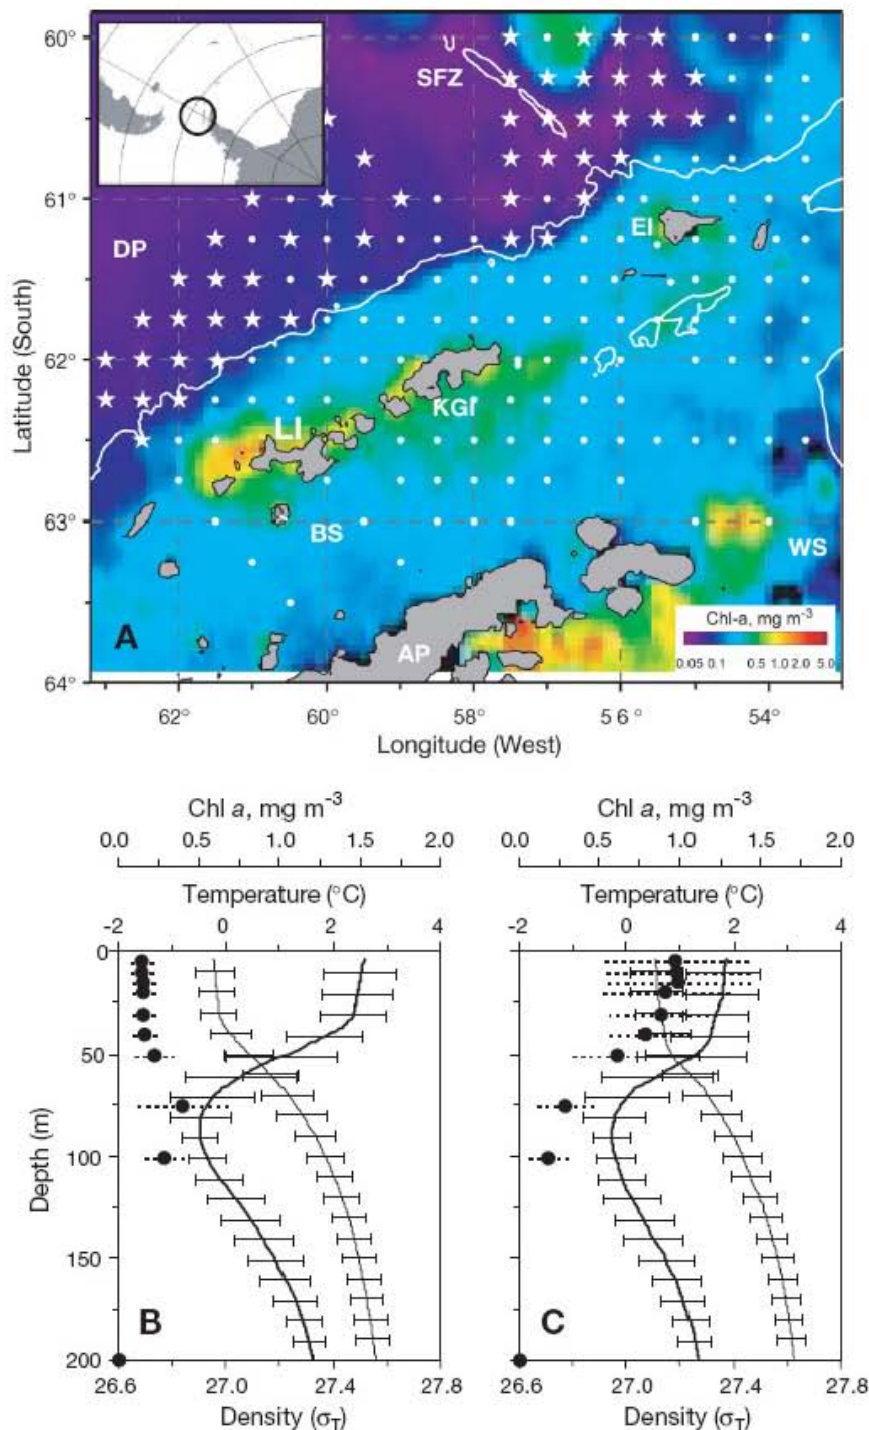 60°
SFZ
61°
EI
DP
62°
KGI
LI
63°
BS
WS
A
AP
64°
Chl-a, mg m-3
0.05 0.1 0.5 1.0 2.0 5.0
Latitude (South)
62° 60° 58° 5 6° 54°
Longitude (West)
Chl a, mg m-3
0.0 0.5 1.0 1.5 2.0
Temperature (°C)
-2 0 2 4
0
50
100
150
200
Depth (m)
B
26.6 27.0 27.4 27.8
Density (σT)
Chl a, mg m-3
0.0 0.5 1.0 1.5 2.0
Temperature (°C)
-2 0 2 4
C
26.6 27.0 27.4 27.8
Density (σT)